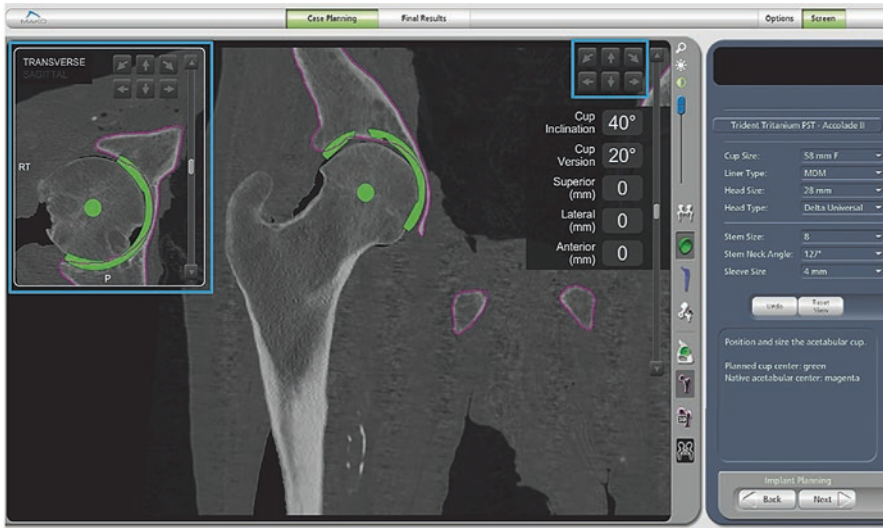 MAKO
Case Planning
Final Results
Options
Screen
TRANSVERSE
SAGITTAL
RT
P
Cup Inclination 40°
Cup Version 20°
Superior (mm) 0
Lateral (mm) 0
Anterior (mm) 0
Trident Tritanium PST - Accolade II
Cup Size: 58 mm F
Liner Type: MDM
Head Size: 28 mm
Head Type: Delta Universal
Stem Size: 8
Stem Neck Angle: 127°
Sleeve Size 4 mm
Undo
Reset View
Position and size the acetabular cup.
Planned cup center: green
Native acetabular center: magenta
Implant Planning
Back
Next